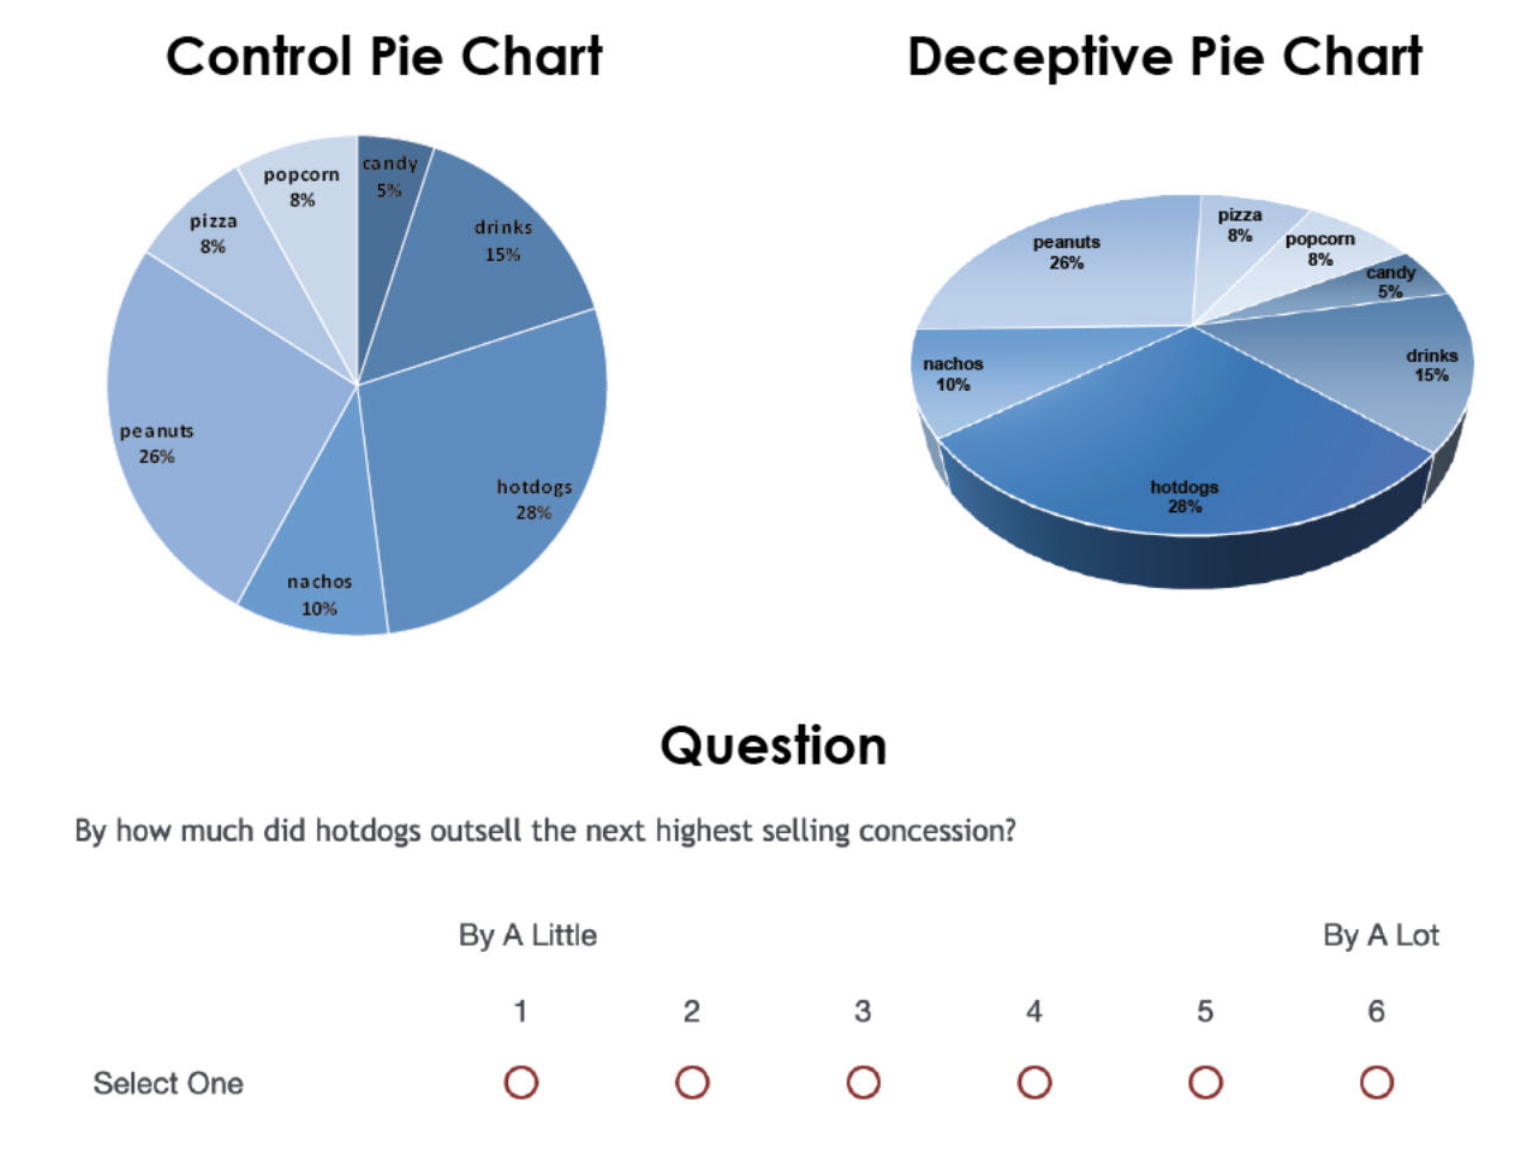 Control Pie Chart
candy
5%
drinks
15%
hotdogs
28%
nachos
10%
peanuts
26%
pizza
8%
popcorn
8%
Deceptive Pie Chart
peanuts
26%
pizza
8%
popcorn
8%
candy
5%
drinks
15%
hotdogs
28%
nachos
10%
Question
By how much did hotdogs outsell the next highest selling concession?
By A Little By A Lot
1 2 3 4 5 6
Select One